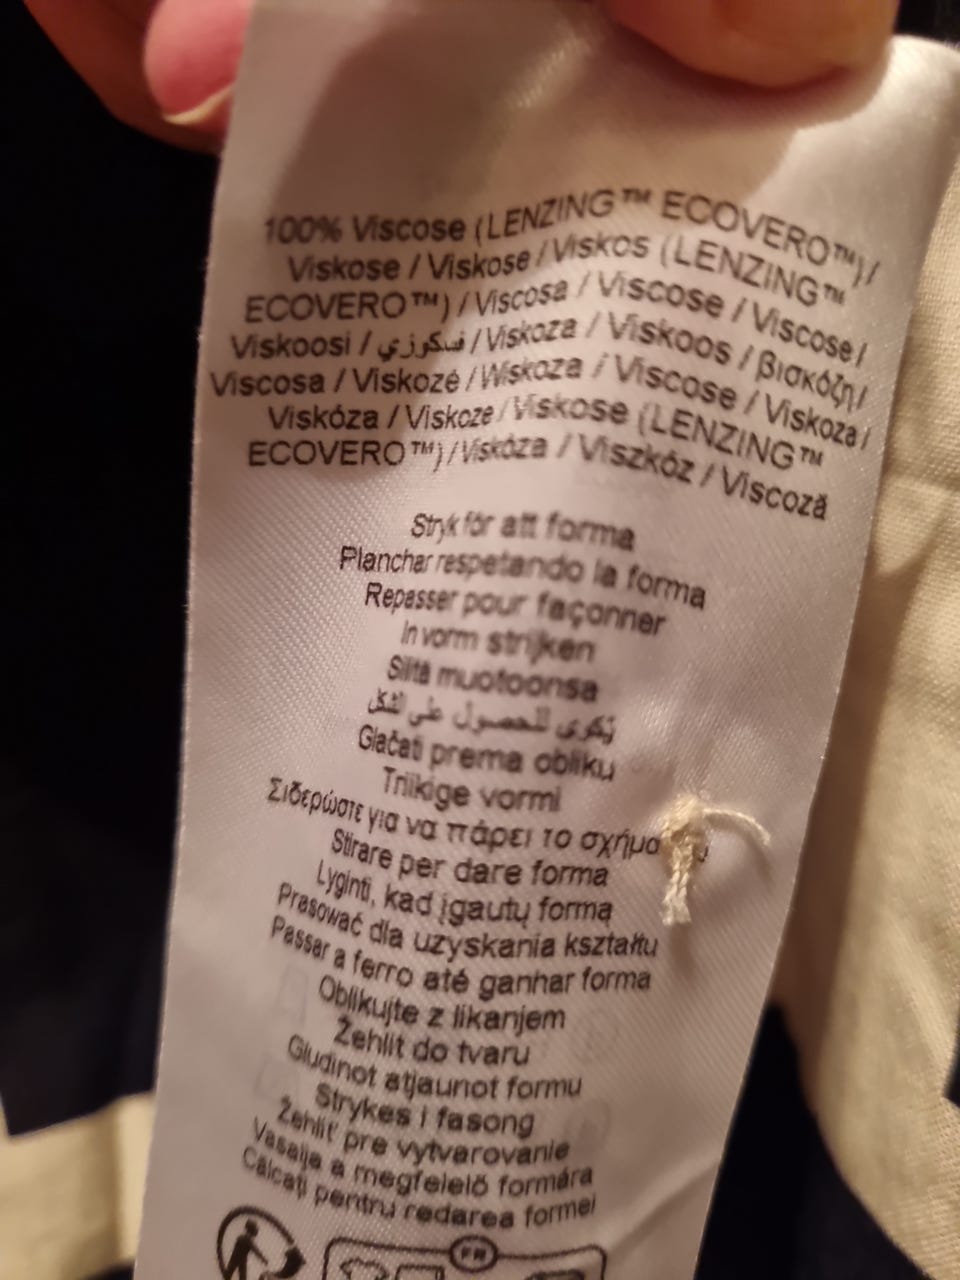 100% Viscose (LENZING™ ECOVERO™)/
Viskose / Viskose / Viskos (LENZING™
ECOVERO™) / Viscosa / Viscose / Viscose /
Viskoosi / فسكوزي / Viskoza / Viskoos / βισκόζη/
Viscosa / Viskozė / Wiskoza / Viscose / Viskoza /
Viskóza / Viskoze / Viskose (LENZING™
ECOVERO™) / Viskóza / Viszkóz / Viscoză
Stryk för att forma
Planchar respetando la forma
Repasser pour façonner
In vorm strijken
Siitä muotoonsa
يُكوى للحصول على الشكل
Glačati prema obliku
Triikige vormi
Σιδερώστε για να πάρει το σχήμα
Stirare per dare forma
Lyginti, kad įgautų formą
Prasować dla uzyskania kształtu
Passar a ferro até ganhar forma
Oblikujte z likanjem
Žehlit do tvaru
Gludinot atjaunot formu
Strykes i fasong
Žehliť pre vytvarovanie
Vasalja a megfelelő formára
Călcați pentru redarea formei
FR